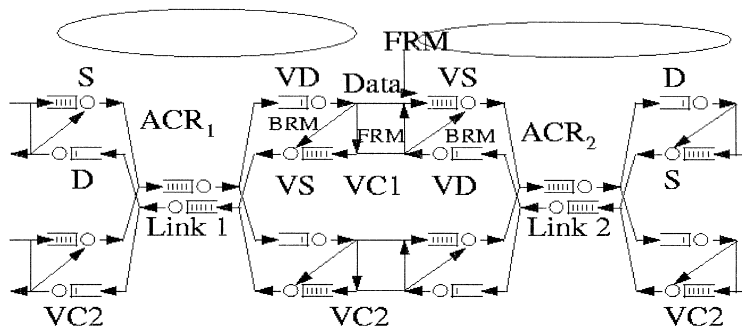 FRM
S VD Data VS D
ACR1 BRM FRM BRM ACR2
D VS VC1 VD S
Link 1 Link 2
VC2 VC2 VC2